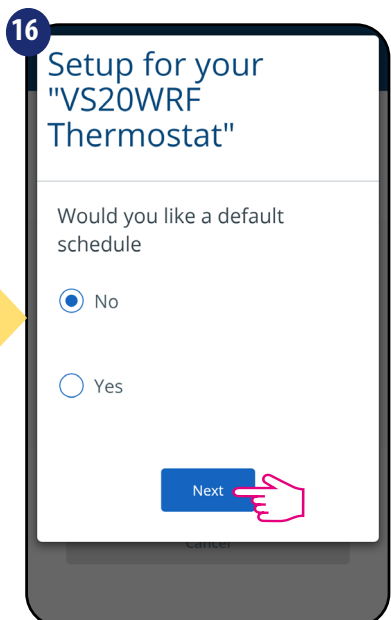 16
Setup for your
"VS20WRF
Thermostat"
Would you like a default
schedule
No
Yes
Next
Cancel